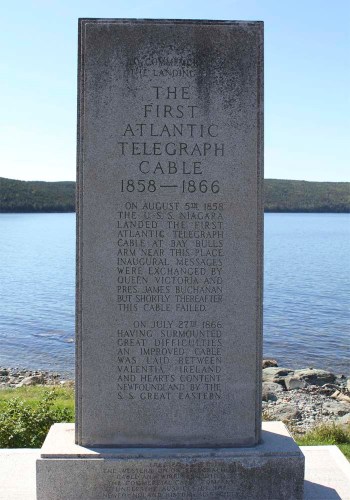 TO COMMEMORATE
THE LANDING OF
THE
FIRST
ATLANTIC
TELEGRAPH
CABLE
1858—1866
ON AUGUST 5TH 1858
THE U.S.S. NIAGARA
LANDED THE FIRST
ATLANTIC TELEGRAPH
CABLE AT BAY BULLS
ARM NEAR THIS PLACE
INAUGURAL MESSAGES
WERE EXCHANGED BY
QUEEN VICTORIA AND
PRES. JAMES BUCHANAN
BUT SHORTLY THEREAFTER
THIS CABLE FAILED.
ON JULY 27TH 1866
HAVING SURMOUNTED
GREAT DIFFICULTIES
AN IMPROVED CABLE
WAS LAID BETWEEN
VALENTIA IRELAND
AND HEARTS CONTENT
NEWFOUNDLAND BY THE
S.S. GREAT EASTERN